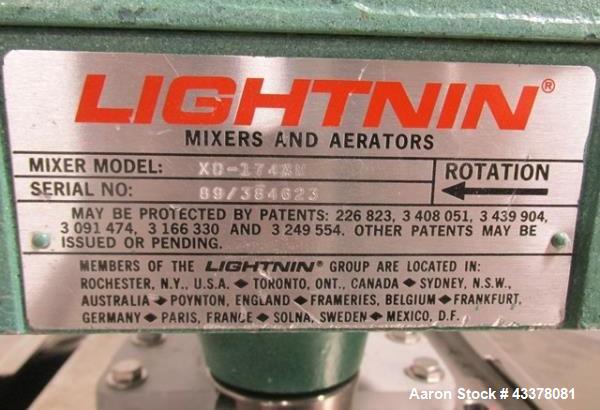 LIGHTNIN®
MIXERS AND AERATORS
MIXER MODEL:
SERIAL NO: 89/384623
ROTATION
MAY BE PROTECTED BY PATENTS: 226 823, 3 408 051, 3 439 904,
3 091 474, 3 166 330 AND 3 249 554. OTHER PATENTS MAY BE
ISSUED OR PENDING.
MEMBERS OF THE LIGHTNIN® GROUP ARE LOCATED IN:
ROCHESTER, N.Y., U.S.A. ◆ TORONTO, ONT., CANADA ◆ SYDNEY, N.S.W.,
AUSTRALIA ◆ POYNTON, ENGLAND ◆ FRAMERIES, BELGIUM ◆ FRANKFURT,
GERMANY ◆ PARIS, FRANCE ◆ SOLNA, SWEDEN ◆ MEXICO, D.F.
Aaron Stock # 43378081